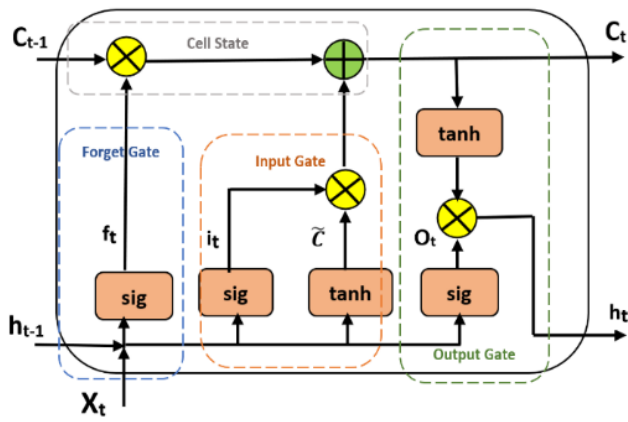 Cₜ₋₁
Cell State
Cₜ
tanh
Forget Gate
Input Gate
fₜ
iₜ
C̃
Oₜ
sig
sig
tanh
sig
hₜ₋₁
hₜ
Output Gate
Xₜ